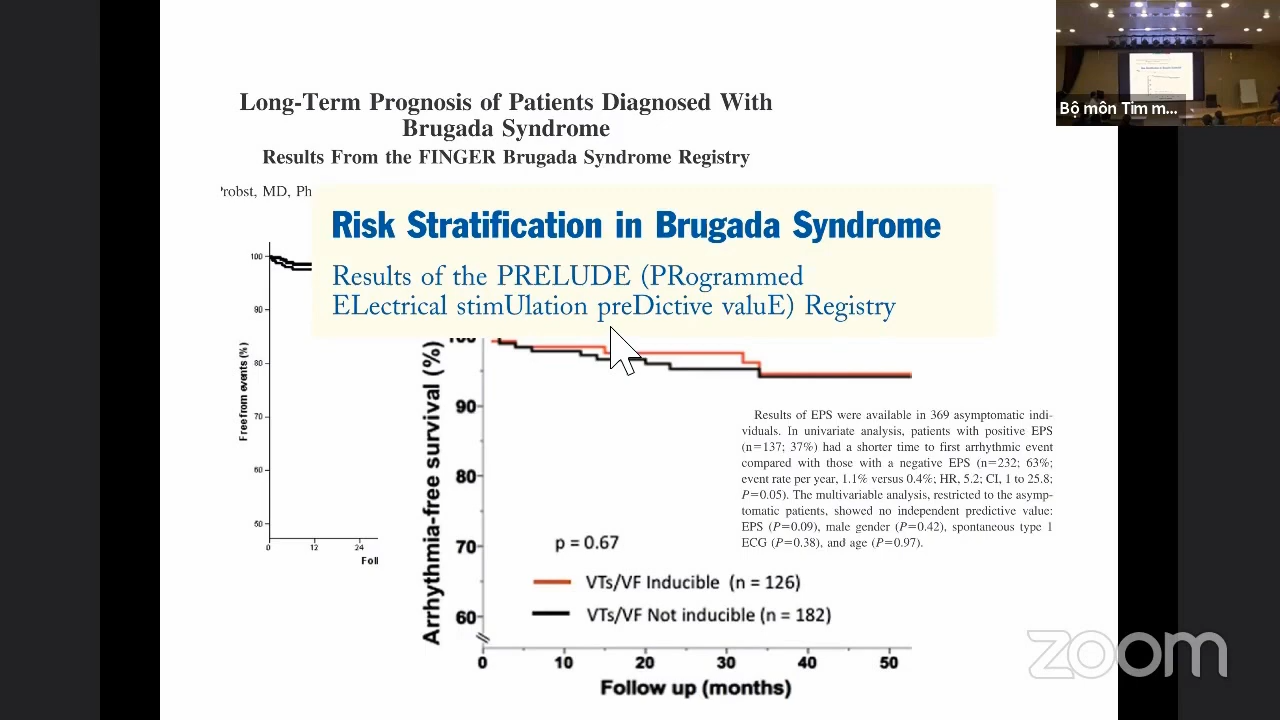 Long-Term Prognosis of Patients Diagnosed With
Brugada Syndrome
Results From the FINGER Brugada Syndrome Registry
Probst, MD, Ph
Risk Stratification in Brugada Syndrome
Results of the PRELUDE (PRogrammed
ELectrical stimUlation preDictive valuE) Registry
Bộ môn Tim m...
Free from events (%)
100
90
80
70
60
50
0 12 24
Foll
Arrhythmia-free survival (%)
100
90
80
70
60
p = 0.67
VTs/VF Inducible (n = 126)
VTs/VF Not inducible (n = 182)
0 10 20 30 40 50
Follow up (months)
Results of EPS were available in 369 asymptomatic indi-
viduals. In univariate analysis, patients with positive EPS
(n=137; 37%) had a shorter time to first arrhythmic event
compared with those with a negative EPS (n=232; 63%;
event rate per year, 1.1% versus 0.4%; HR, 5.2; CI, 1 to 25.8;
P=0.05). The multivariable analysis, restricted to the asymp-
tomatic patients, showed no independent predictive value:
EPS (P=0.09), male gender (P=0.42), spontaneous type 1
ECG (P=0.38), and age (P=0.97).
zoom